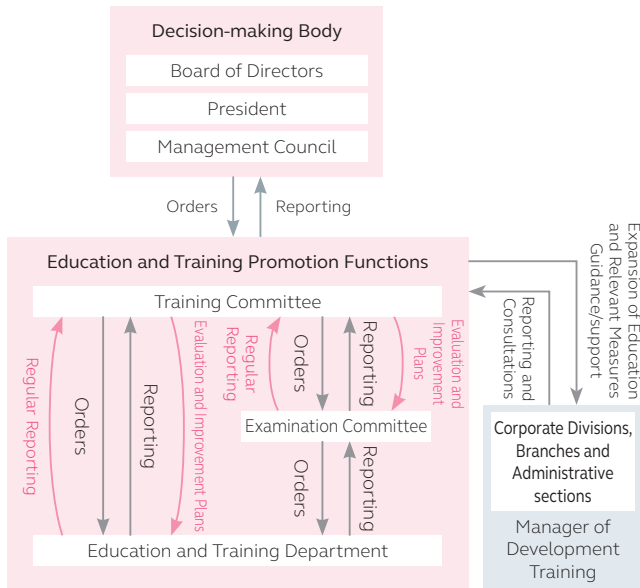 Decision-making Body
Board of Directors
President
Management Council
Orders
Reporting
Education and Training Promotion Functions
Training Committee
Regular Reporting
Orders
Reporting
Evaluation and Improvement Plans
Regular
Reporting
Orders
Reporting
Evaluation and
Improvement
Plans
Examination Committee
Orders
Reporting
Education and Training Department
Reporting and
Consultations
Expansion of Education
and Relevant Measures
Guidance/support
Corporate Divisions,
Branches and
Administrative
sections
Manager of
Development
Training